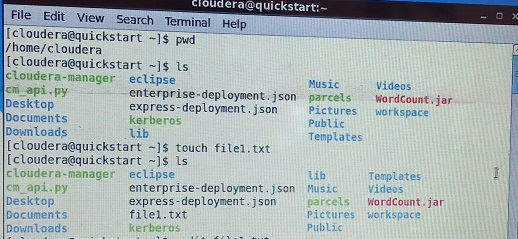 cloudera@quickstart:~
File Edit View Search Terminal Help
[cloudera@quickstart ~]$ pwd
/home/cloudera
[cloudera@quickstart ~]$ ls
cloudera-manager eclipse Music Videos
cm_api.py enterprise-deployment.json parcels WordCount.jar
Desktop express-deployment.json Pictures workspace
Documents kerberos Public
Downloads lib Templates
[cloudera@quickstart ~]$ touch file1.txt
[cloudera@quickstart ~]$ ls
cloudera-manager eclipse lib Templates
cm_api.py enterprise-deployment.json Music Videos
Desktop express-deployment.json parcels WordCount.jar
Documents file1.txt Pictures workspace
Downloads kerberos Public